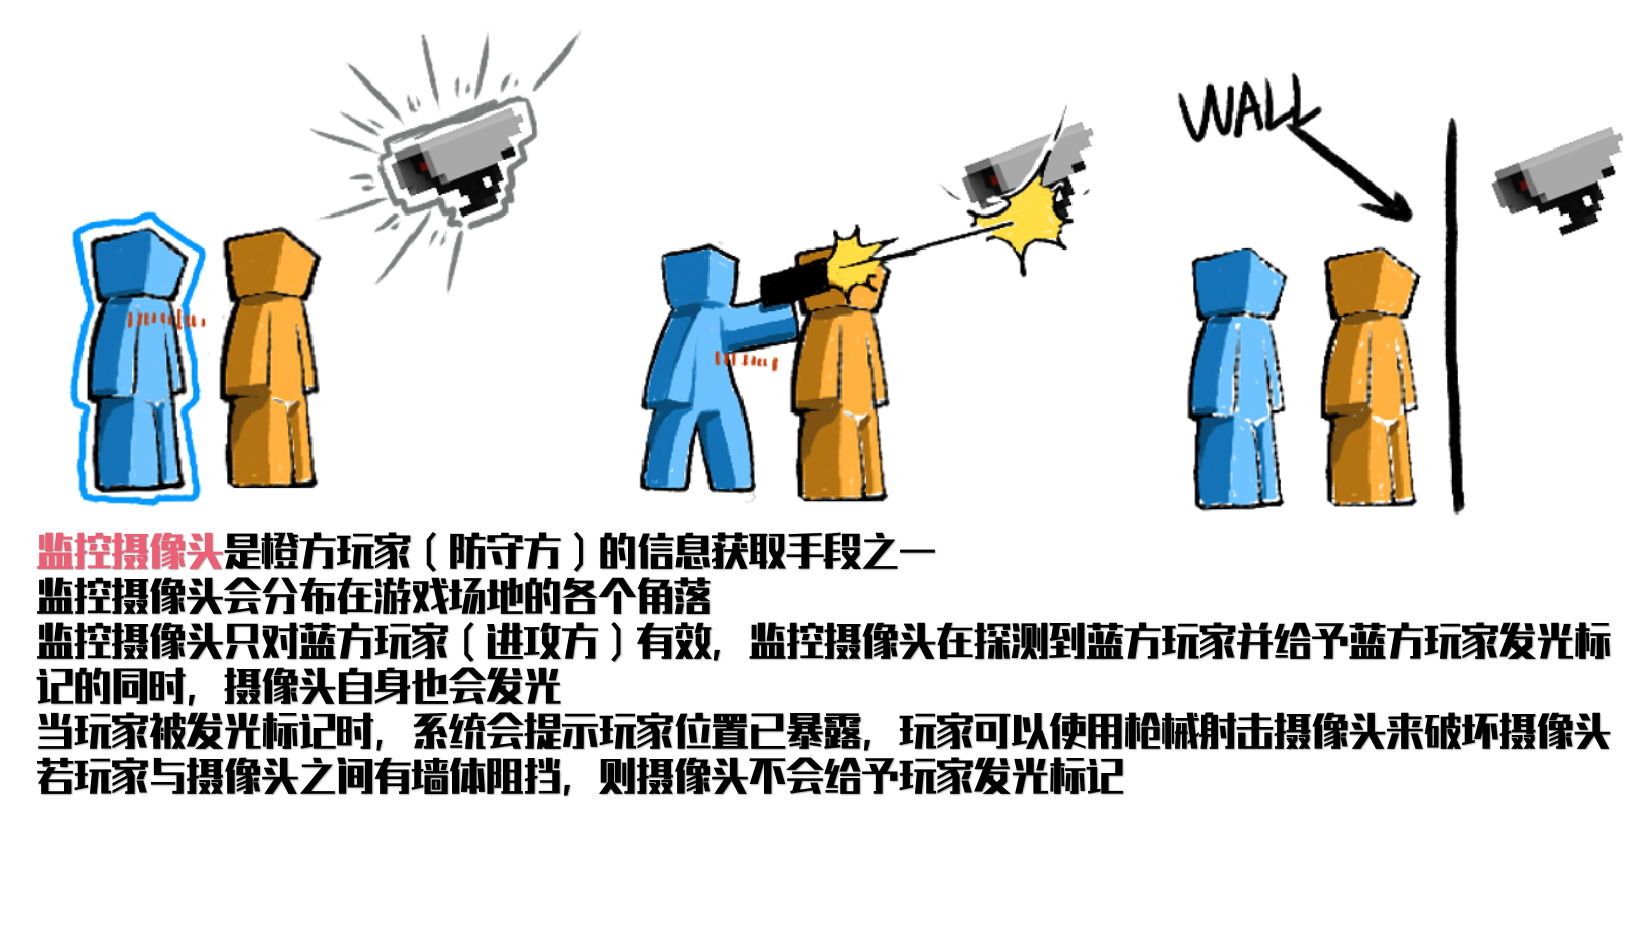 WALL
监控摄像头是橙方玩家（防守方）的信息获取手段之一
监控摄像头会分布在游戏场地的各个角落
监控摄像头只对蓝方玩家（进攻方）有效，监控摄像头在探测到蓝方玩家并给予蓝方玩家发光标
记的同时，摄像头自身也会发光
当玩家被发光标记时，系统会提示玩家位置已暴露，玩家可以使用枪械射击摄像头来破坏摄像头
若玩家与摄像头之间有墙体阻挡，则摄像头不会给予玩家发光标记